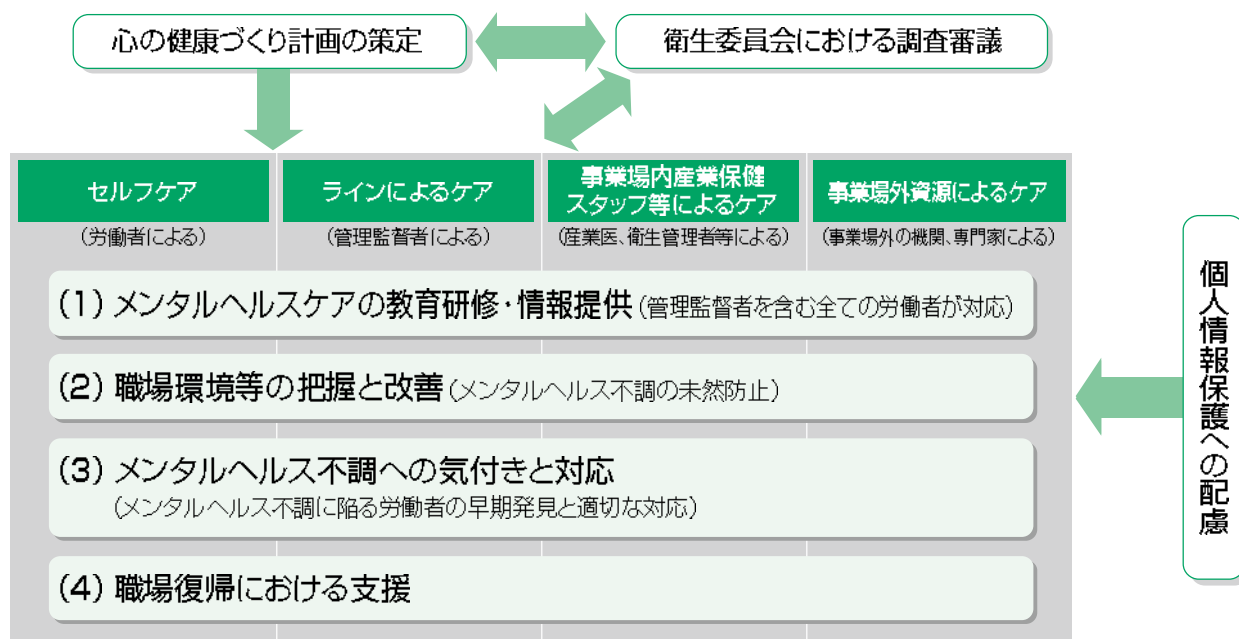 心の健康づくり計画の策定
衛生委員会における調査審議
セルフケア
(労働者による)
ラインによるケア
(管理監督者による)
事業場内産業保健
スタッフ等によるケア
(産業医、衛生管理者等による)
事業場外資源によるケア
(事業場外の機関、専門家による)
(1)メンタルヘルスケアの教育研修・情報提供(管理監督者を含む全ての労働者が対応)
(2)職場環境等の把握と改善(メンタルヘルス不調の未然防止)
(3)メンタルヘルス不調への気付きと対応
(メンタルヘルス不調に陥る労働者の早期発見と適切な対応)
(4)職場復帰における支援
個人情報保護への配慮